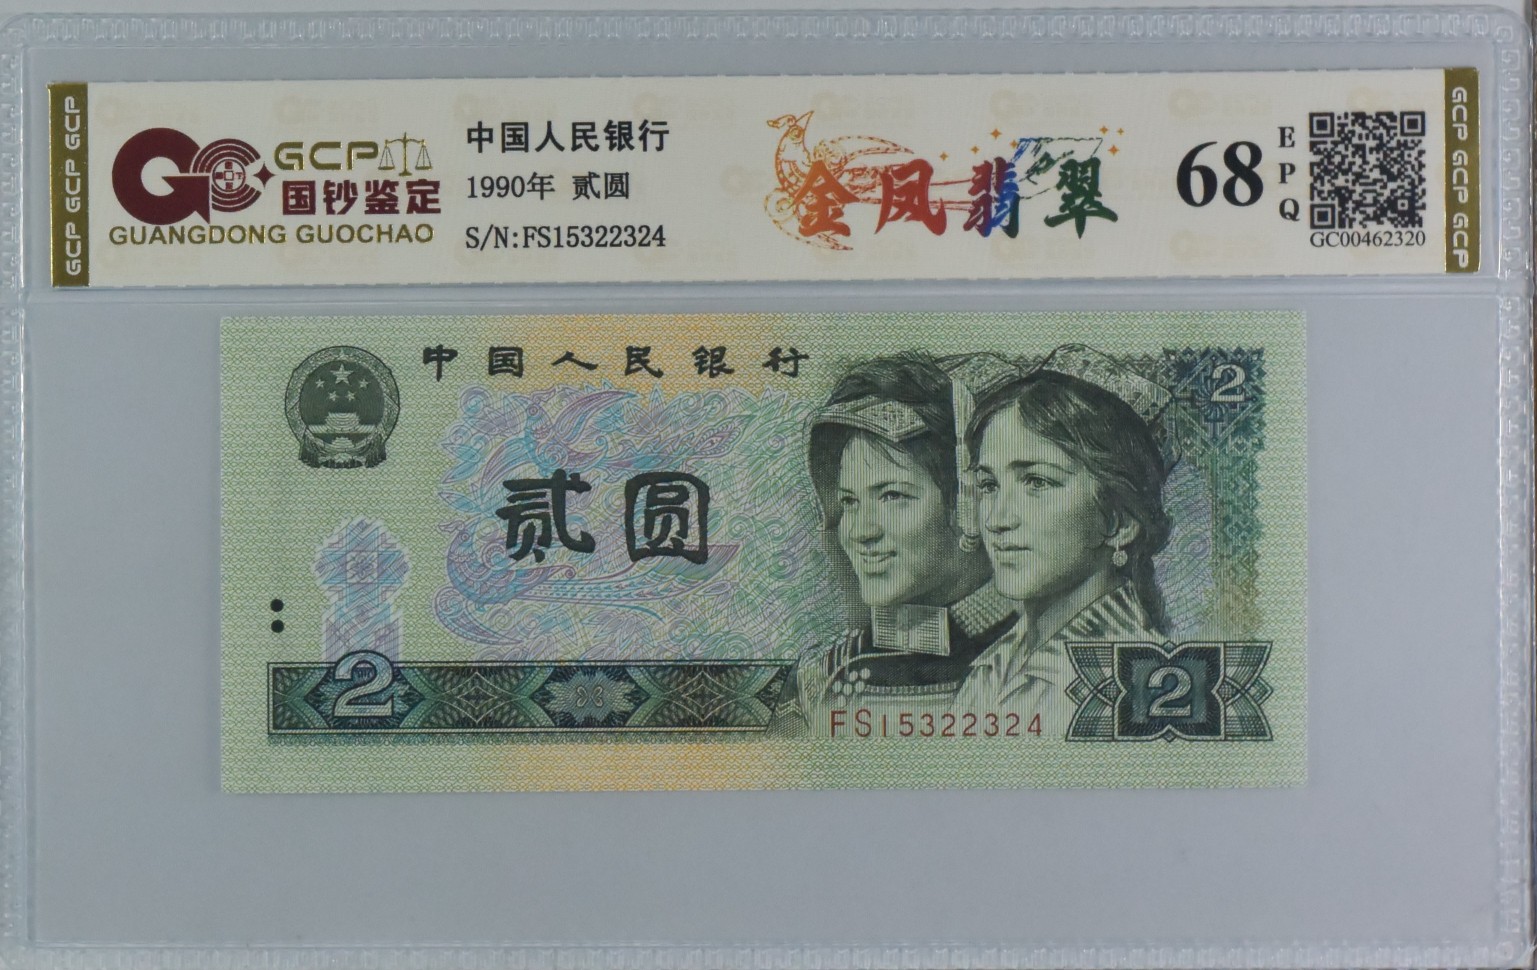 GCP GCP GCP
GCP
国钞鉴定
GUANGDONG GUOCHAO
中国人民银行
1990年 贰圆
S/N:FS15322324
金凤翡翠
68
EPQ
GC00462320
GCP GCP GCP
中国人民银行
2
贰圆
2
2
FS15322324